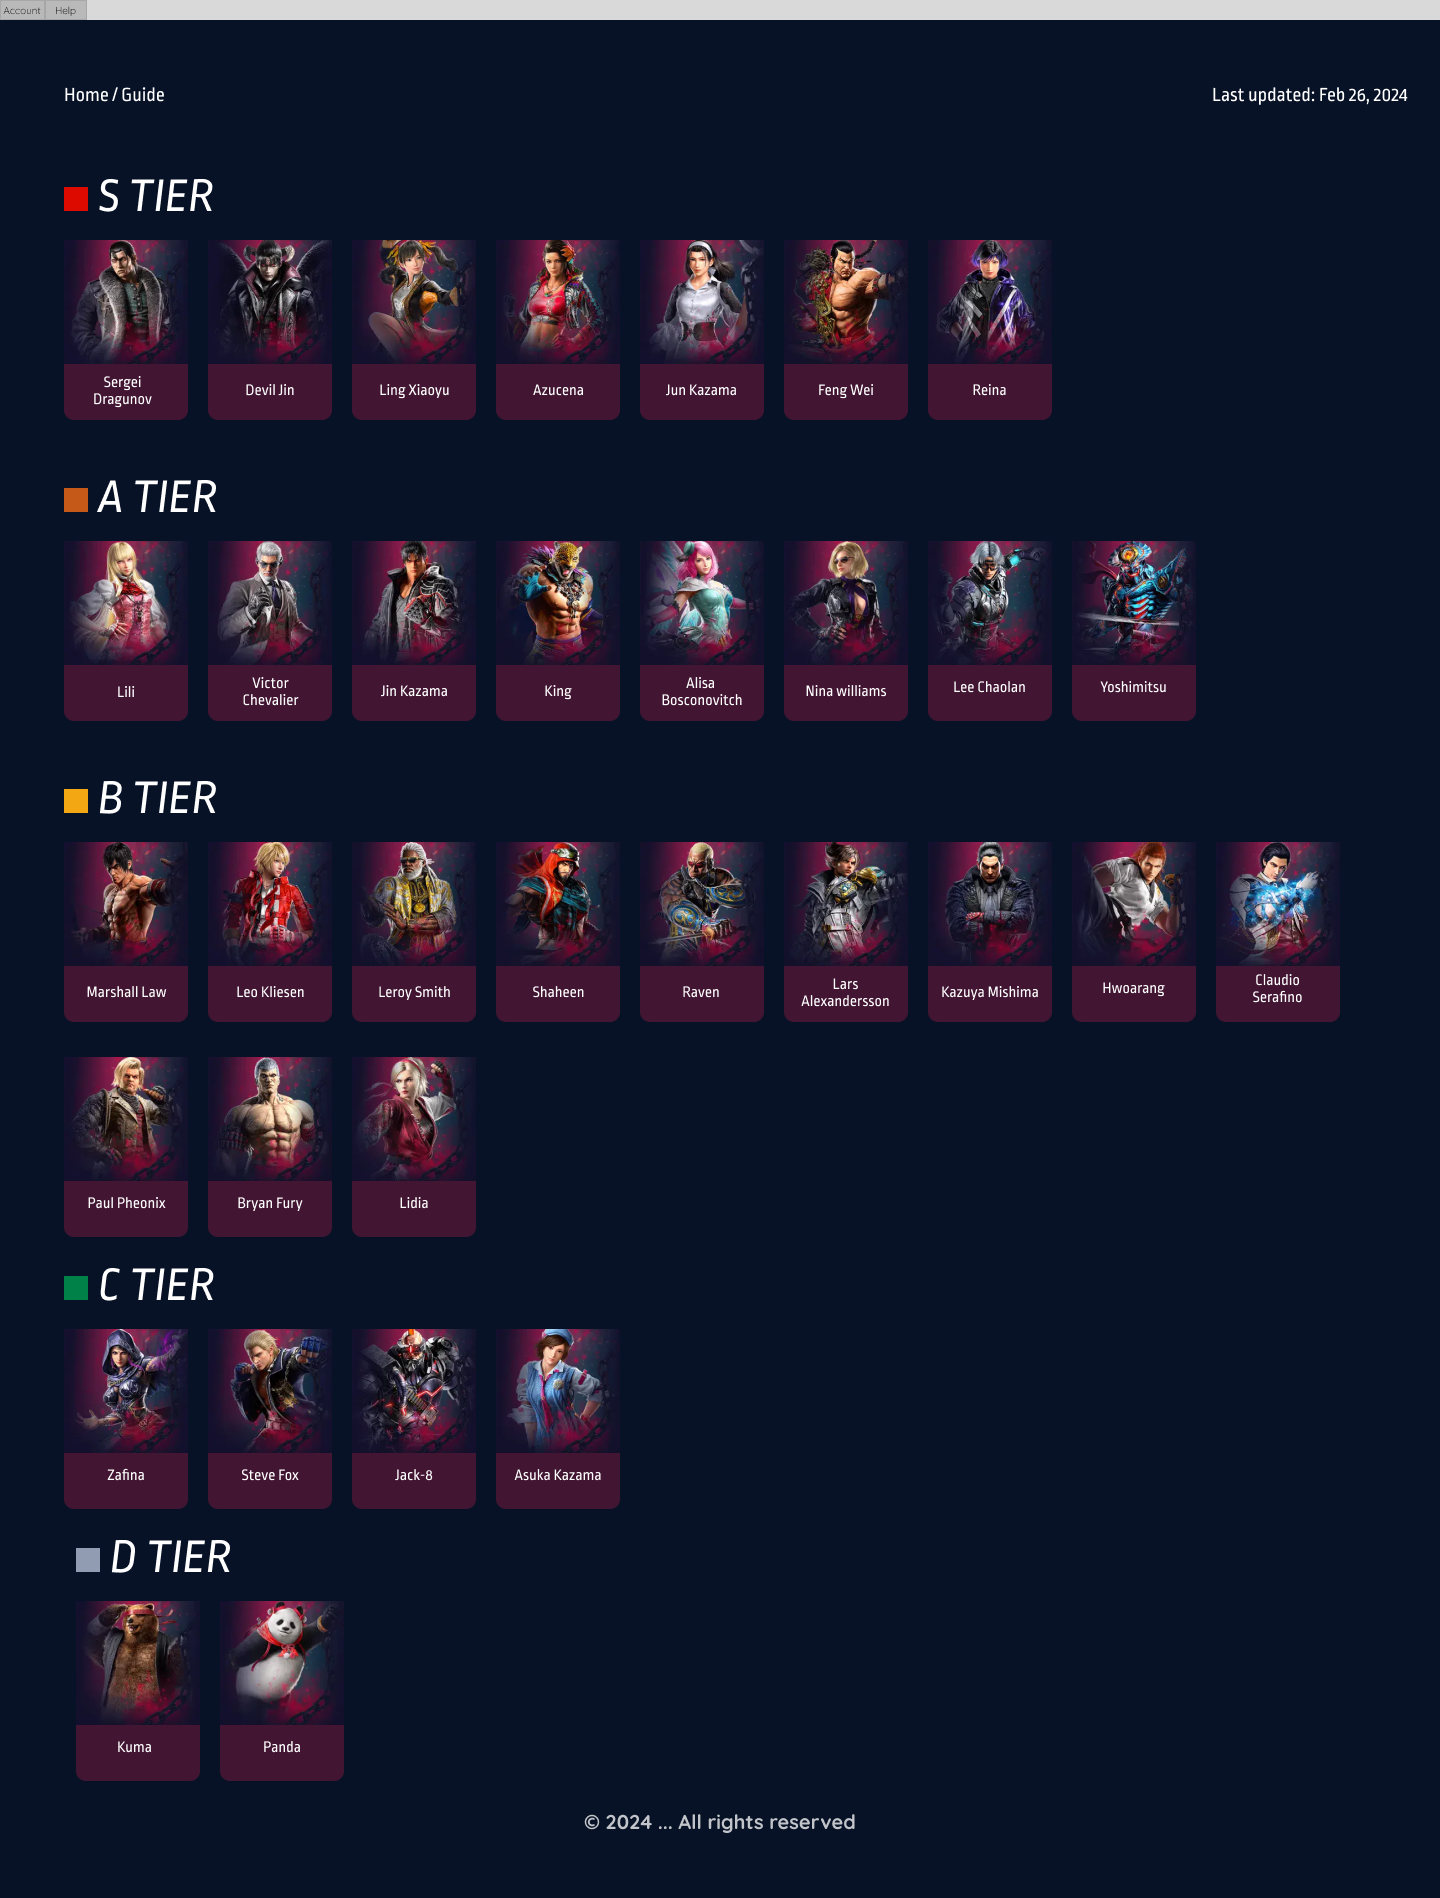 Account Help
Home / Guide
Last updated: Feb 26, 2024
S TIER
Sergei
Dragunov
Devil Jin
Ling Xiaoyu
Azucena
Jun Kazama
Feng Wei
Reina
A TIER
Lili
Victor
Chevalier
Jin Kazama
King
Alisa
Bosconovitch
Nina williams
Lee Chaolan
Yoshimitsu
B TIER
Marshall Law
Leo Kliesen
Leroy Smith
Shaheen
Raven
Lars
Alexandersson
Kazuya Mishima
Hwoarang
Claudio
Serafino
Paul Pheonix
Bryan Fury
Lidia
C TIER
Zafina
Steve Fox
Jack-8
Asuka Kazama
D TIER
Kuma
Panda
© 2024 ... All rights reserved